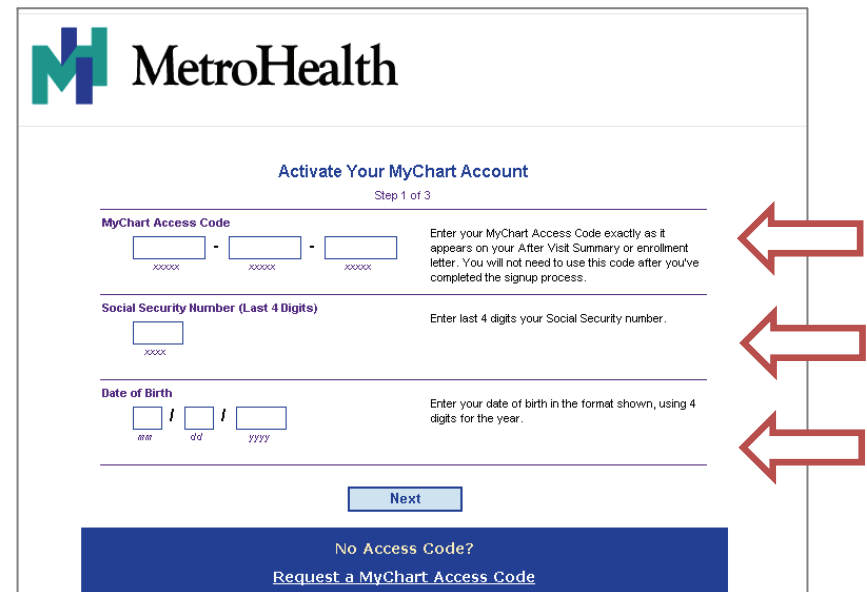 MetroHealth
Activate Your MyChart Account
Step 1 of 3
MyChart Access Code
- -
xxxxx xxxxx xxxxx
Enter your MyChart Access Code exactly as it
appears on your After Visit Summary or enrollment
letter. You will not need to use this code after you've
completed the signup process.
Social Security Number (Last 4 Digits)
xxxx
Enter last 4 digits your Social Security number.
Date of Birth
/ /
mm dd yyyy
Enter your date of birth in the format shown, using 4
digits for the year.
Next
No Access Code?
Request a MyChart Access Code